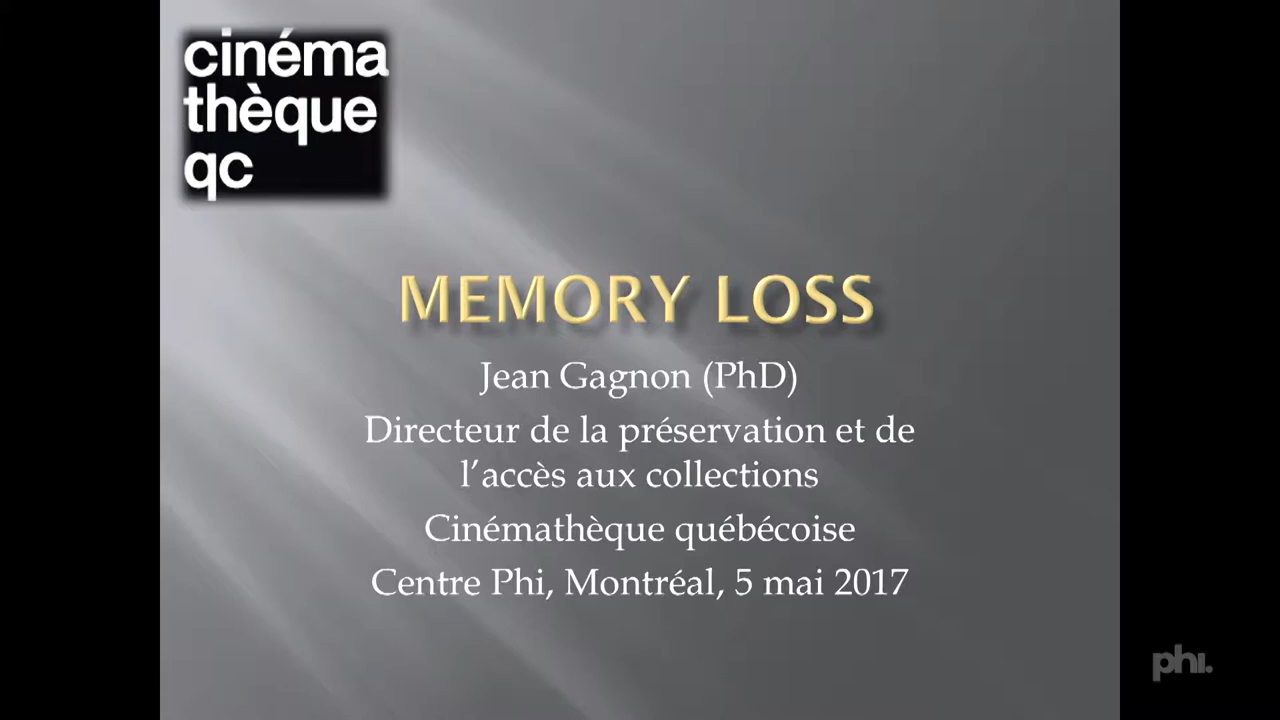 cinéma
thèque
qc
MEMORY LOSS
Jean Gagnon (PhD)
Directeur de la préservation et de
l’accès aux collections
Cinémathèque québécoise
Centre Phi, Montréal, 5 mai 2017
phi.